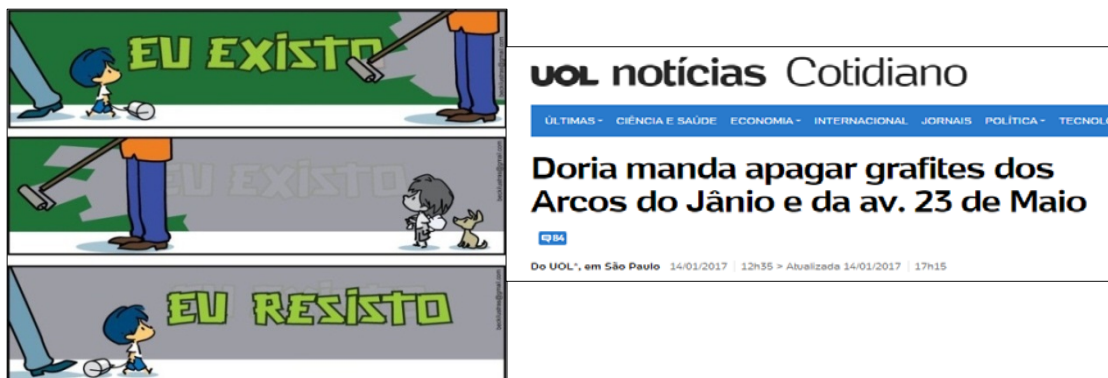 EU EXISTO
EU EXISTO
EU RESISTO
UOL notícias Cotidiano
ÚLTIMAS CIÊNCIA E SAÚDE ECONOMIA INTERNACIONAL JORNAIS POLÍTICA TECNOLO
Doria manda apagar grafites dos
Arcos do Jânio e da av. 23 de Maio
84
Do UOL*, em São Paulo 14/01/2017 12h35 > Atualizada 14/01/2017 17h15